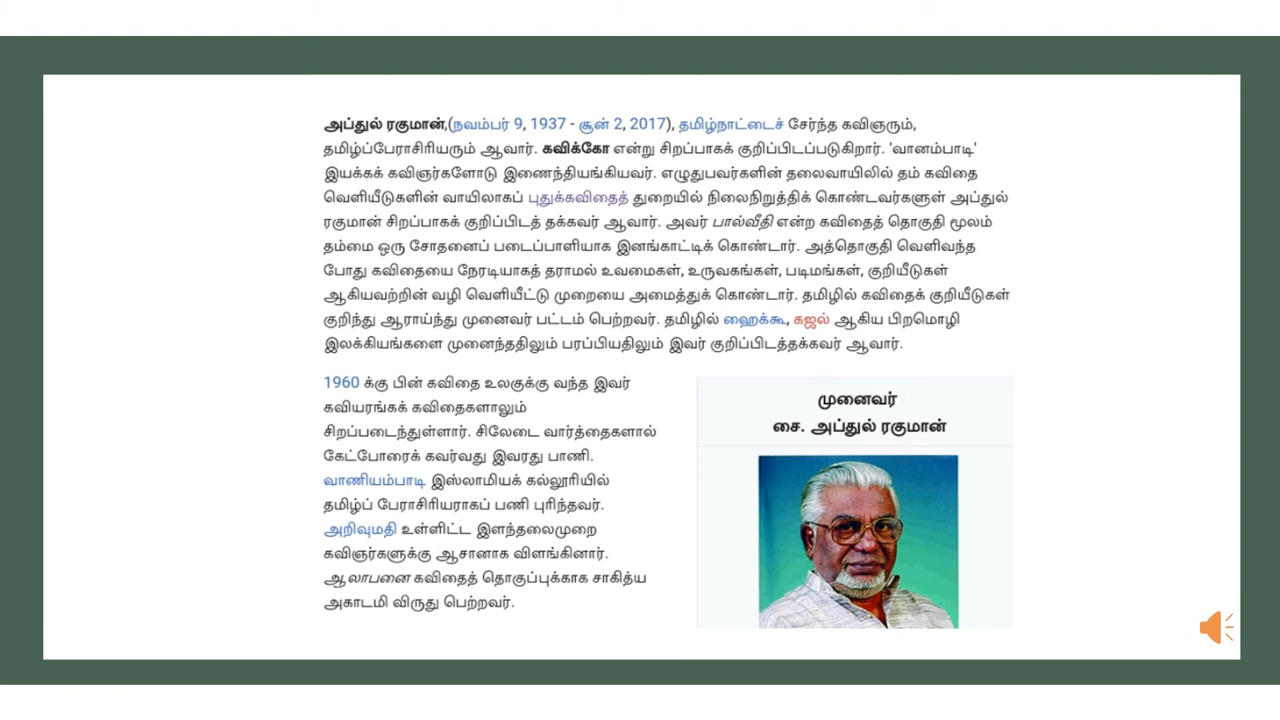 அப்துல் ரகுமான்,(நவம்பர் 9, 1937 - சூன் 2, 2017), தமிழ்நாட்டைச் சேர்ந்த கவிஞரும்,
தமிழ்ப்பேராசிரியரும் ஆவார். கவிக்கோ என்று சிறப்பாகக் குறிப்பிடப்படுகிறார். 'வானம்பாடி'
இயக்கக் கவிஞர்களோடு இணைந்தியங்கியவர். எழுதுபவர்களின் தலைவாயிலில் தம் கவிதை
வெளியீடுகளின் வாயிலாகப் புதுக்கவிதைத் துறையில் நிலைநிறுத்திக் கொண்டவர்களுள் அப்துல்
ரகுமான் சிறப்பாகக் குறிப்பிடத் தக்கவர் ஆவார். அவர் பால்வீதி என்ற கவிதைத் தொகுதி மூலம்
தம்மை ஒரு சோதனைப் படைப்பாளியாக இனங்காட்டிக் கொண்டார். அத்தொகுதி வெளிவந்த
போது கவிதையை நேரடியாகத் தராமல் உவமைகள், உருவகங்கள், படிமங்கள், குறியீடுகள்
ஆகியவற்றின் வழி வெளியீட்டு முறையை அமைத்துக் கொண்டார். தமிழில் கவிதைக் குறியீடுகள்
குறிந்து ஆராய்ந்து முனைவர் பட்டம் பெற்றவர். தமிழில் ஹைக்கூ, கஜல் ஆகிய பிறமொழி
இலக்கியங்களை முனைந்ததிலும் பரப்பியதிலும் இவர் குறிப்பிடத்தக்கவர் ஆவார்.
1960 க்கு பின் கவிதை உலகுக்கு வந்த இவர்
கவியரங்கக் கவிதைகளாலும்
சிறப்படைந்துள்ளார். சிலேடை வார்த்தைகளால்
கேட்போரைக் கவர்வது இவரது பாணி.
வாணியம்பாடி இஸ்லாமியக் கல்லூரியில்
தமிழ்ப் பேராசிரியராகப் பணி புரிந்தவர்.
அறிவுமதி உள்ளிட்ட இளந்தலைமுறை
கவிஞர்களுக்கு ஆசானாக விளங்கினார்.
ஆலாபனை கவிதைத் தொகுப்புக்காக சாகித்ய
அகாடமி விருது பெற்றவர்.
முனைவர்
சை. அப்துல் ரகுமான்